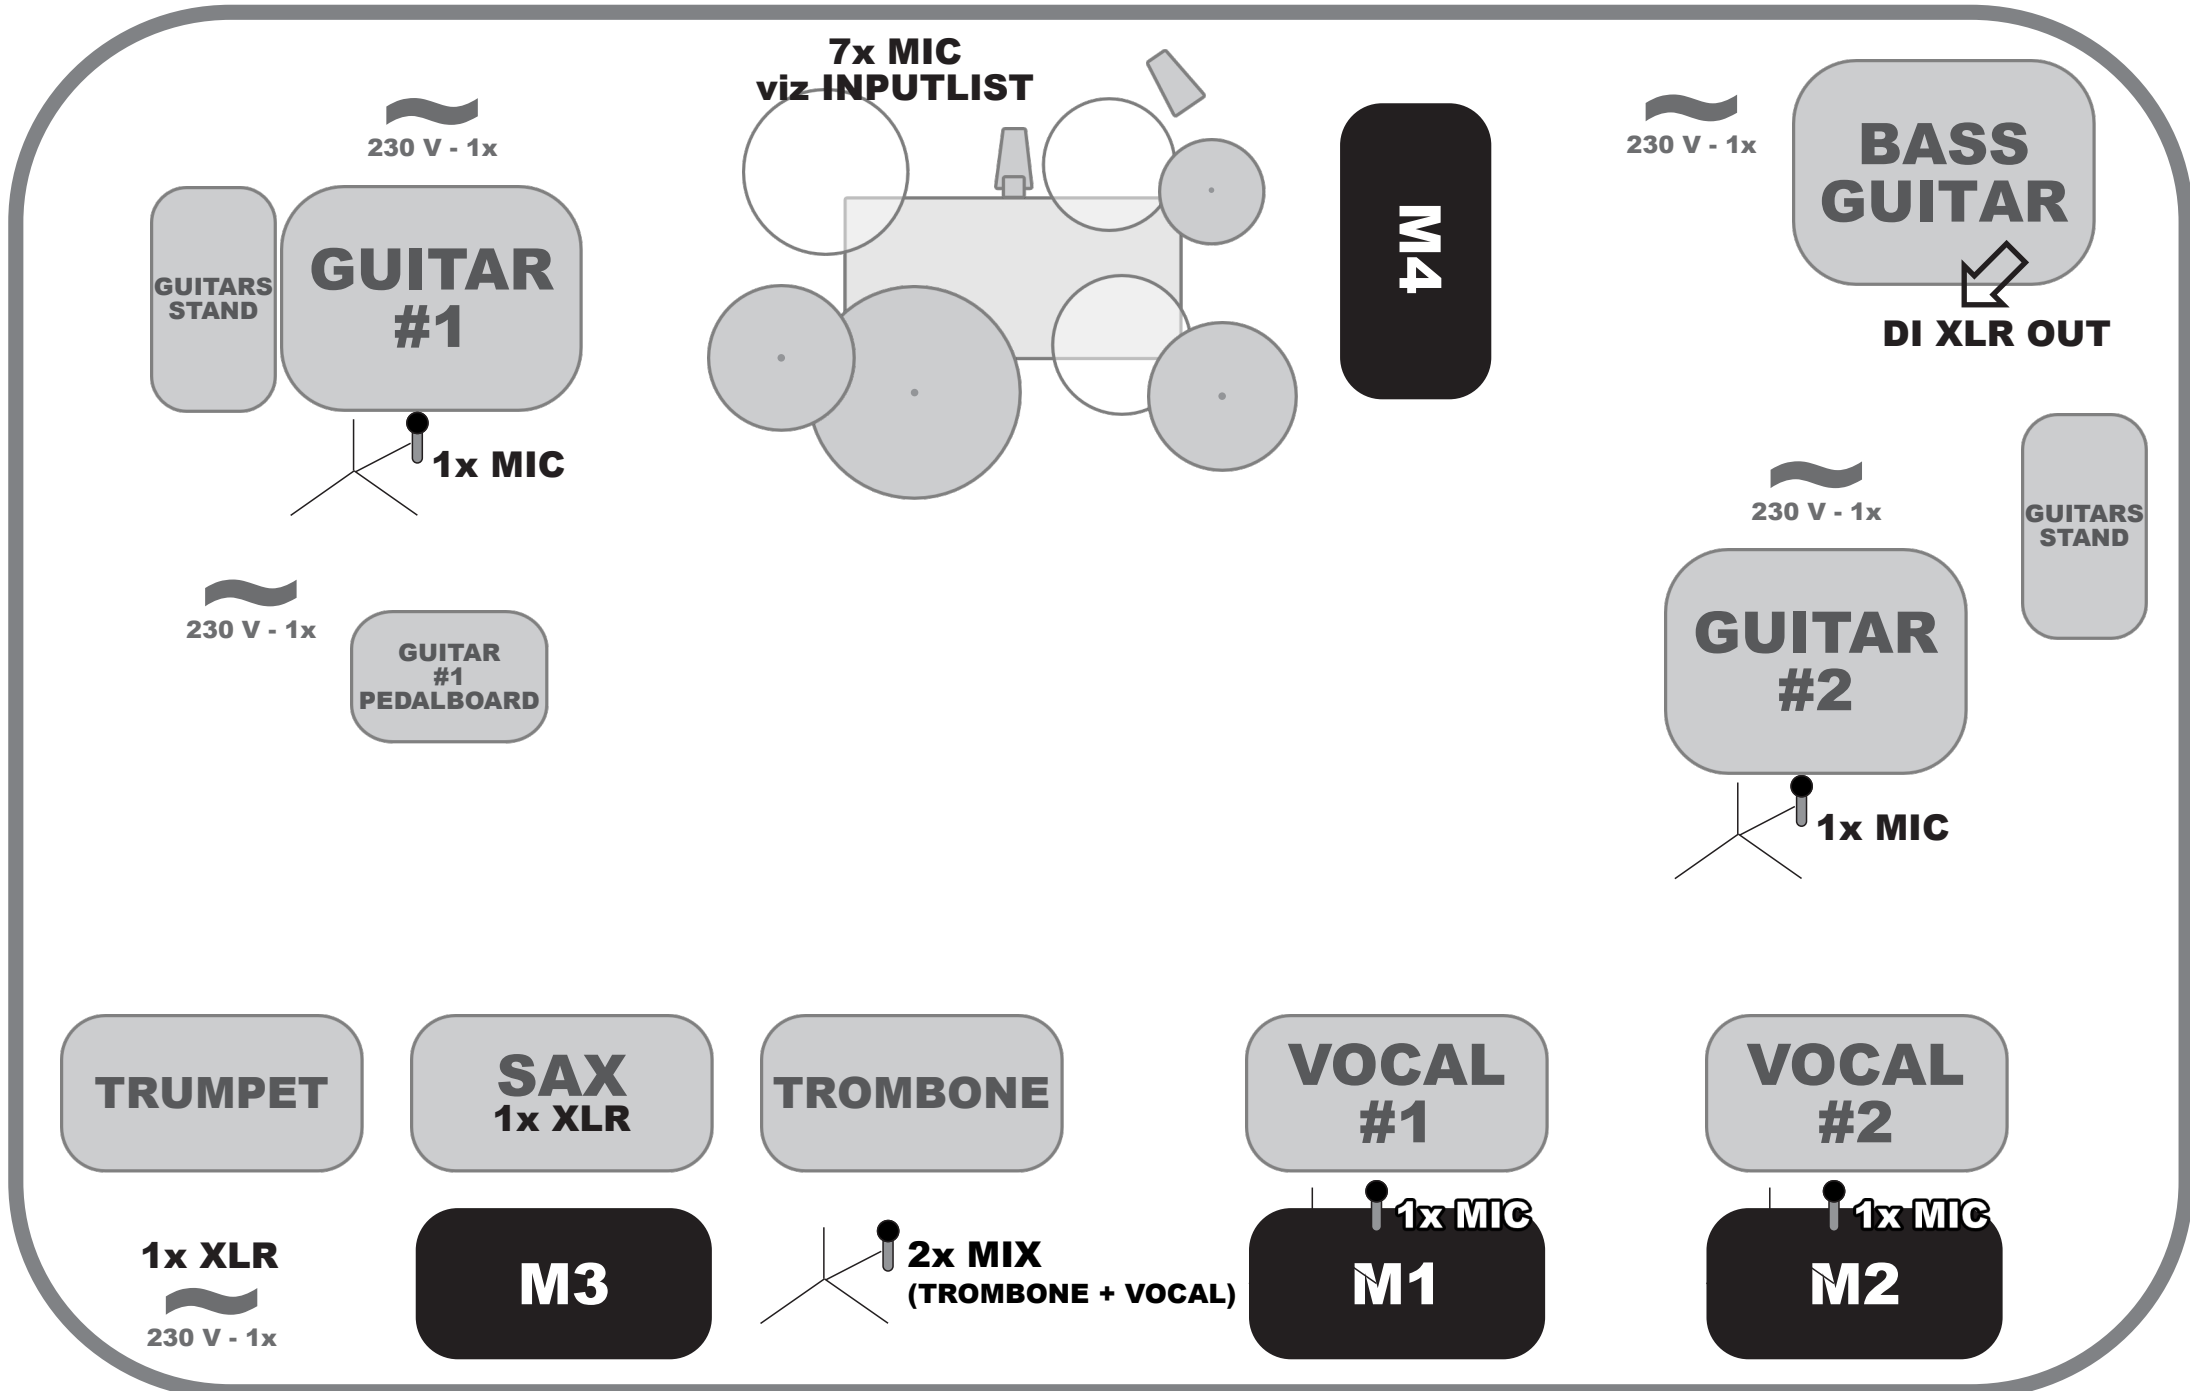 7x MIC
viz INPUTLIST
230 V - 1x
230 V - 1x
BASS
GUITAR
M4
GUITARS
STAND
GUITAR
#1
DI XLR OUT
1x MIC
230 V - 1x
GUITARS
STAND
230 V - 1x
GUITAR
#1
PEDALBOARD
GUITAR
#2
1x MIC
TRUMPET
SAX
1x XLR
TROMBONE
VOCAL
#1
VOCAL
#2
1x XLR
230 V - 1x
M3
2x MIX
(TROMBONE + VOCAL)
1x MIC
M1
1x MIC
M2